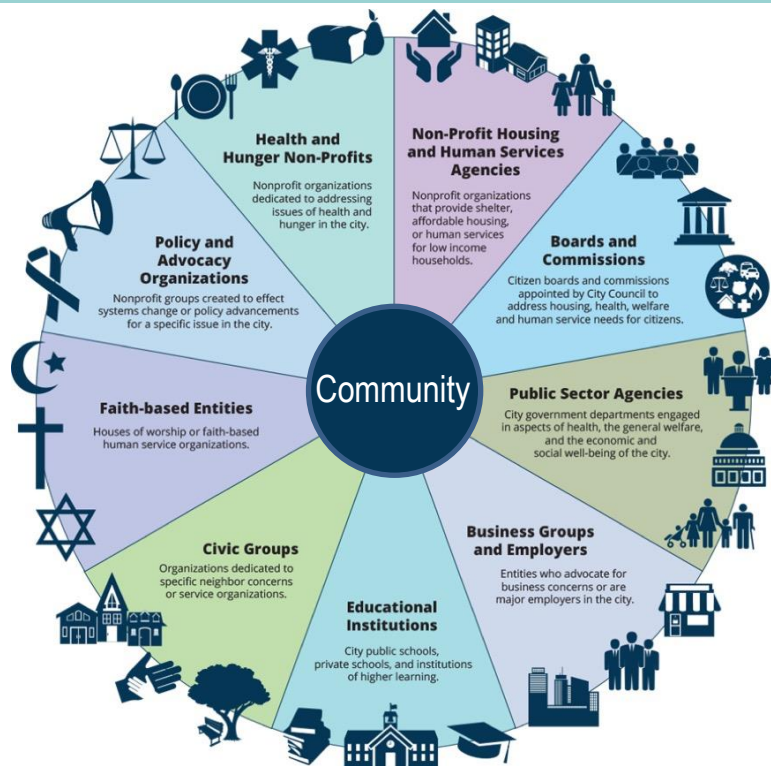 Health and
Hunger Non-Profits
Nonprofit organizations
dedicated to addressing
issues of health and
hunger in the city.
Non-Profit Housing
and Human Services
Agencies
Nonprofit organizations
that provide shelter,
affordable housing,
or human services
for low income
households.
Policy and
Advocacy
Organizations
Nonprofit groups created to effect
systems change or policy advancements
for a specific issue in the city.
Boards and
Commissions
Citizen boards and commissions
appointed by City Council to
address housing, health, welfare
and human service needs for citizens.
Community
Faith-based Entities
Houses of worship or faith-based
human service organizations.
Public Sector Agencies
City government departments engaged
in aspects of health, the general welfare,
and the economic and
social well-being of the city.
Civic Groups
Organizations dedicated to
specific neighbor concerns
or service organizations.
Business Groups
and Employers
Entities who advocate for
business concerns or are
major employers in the city.
Educational
Institutions
City public schools,
private schools, and institutions
of higher learning.